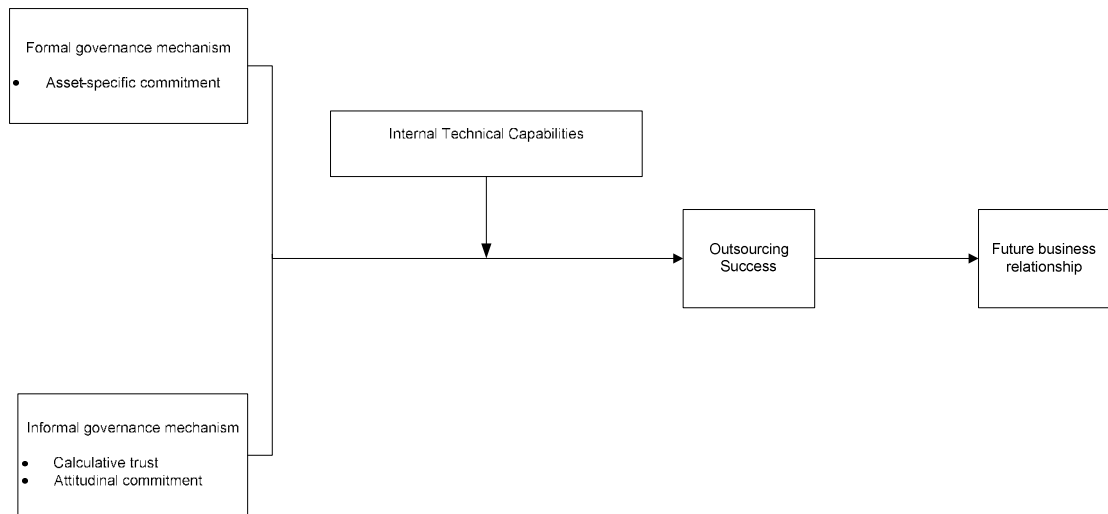 Formal governance mechanism
• Asset-specific commitment
Internal Technical Capabilities
Outsourcing
Success
Future business
relationship
Informal governance mechanism
• Calculative trust
• Attitudinal commitment